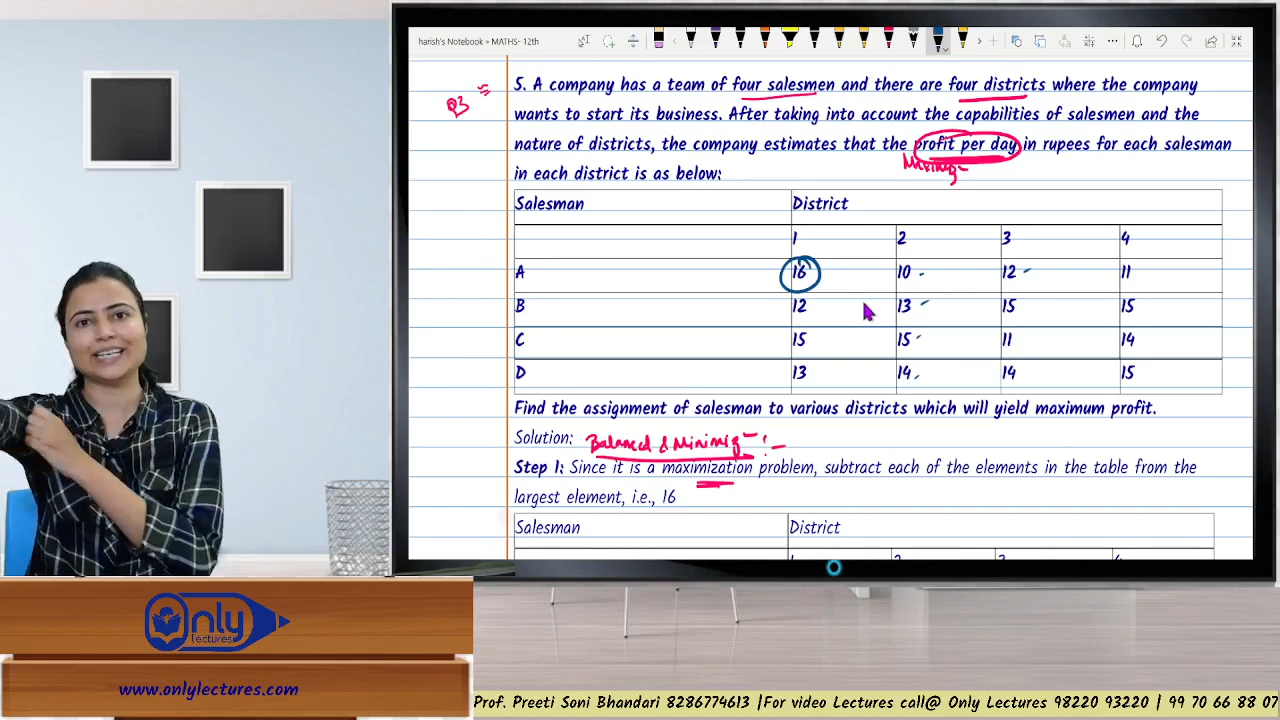 harish's Notebook » MATHS- 12th
Q3
5. A company has a team of four salesmen and there are four districts where the company
wants to start its business. After taking into account the capabilities of salesmen and the
nature of districts, the company estimates that the profit per day in rupees for each salesman
in each district is as below:
Salesman District
1 2 3 4
A 16 10 12 11
B 12 13 15 15
C 15 15 11 14
D 13 14 14 15
Find the assignment of salesman to various districts which will yield maximum profit.
Solution: Balanced & Minimiz
Step 1: Since it is a maximization problem, subtract each of the elements in the table from the
largest element, i.e., 16
Salesman District
Only
lectures
www.onlylectures.com
Prof. Preeti Soni Bhandari 8286774613 |For video Lectures call@ Only Lectures 98220 93220 | 99 70 66 88 07